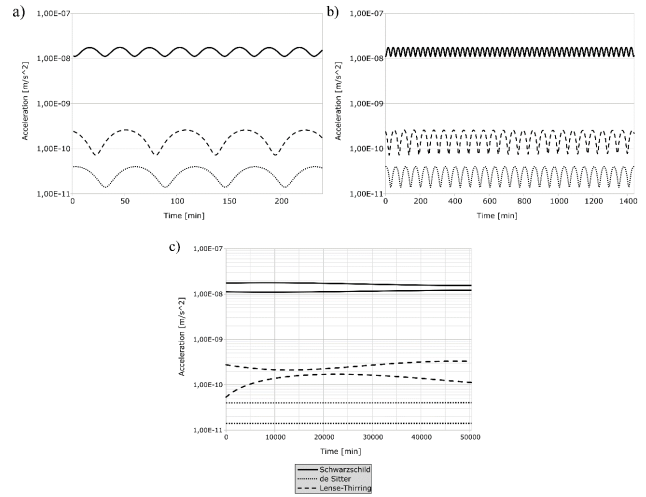 a)
1,00E-07
1,00E-08
1,00E-09
1,00E-10
1,00E-11
Acceleration [m/s^2]
0 50 100 150 200
Time [min]
b)
1,00E-07
1,00E-08
1,00E-09
1,00E-10
1,00E-11
Acceleration [m/s^2]
0 200 400 600 800 1000 1200 1400
Time [min]
c)
1,00E-07
1,00E-08
1,00E-09
1,00E-10
1,00E-11
Acceleration [m/s^2]
0 10000 20000 30000 40000 50000
Time [min]
Schwarzschild
de Sitter
Lense-Thirring